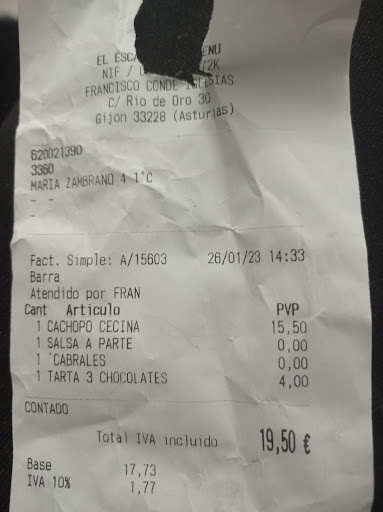 EL ESCA ENU
NIF / 72K
FRANCISCO CONDE IGLESIAS
C/ Rio de Oro 30
Gijon 33228 (Asturias)
620021390
3360
MARIA ZAMBRANO 4 1°C
- -
- -
Fact. Simple: A/15603 26/01/23 14:33
Barra
Atendido por FRAN
Cant Articulo PVP
1 CACHOPO CECINA 15,50
1 SALSA A PARTE 0,00
1 *CABRALES 0,00
1 TARTA 3 CHOCOLATES 4,00
CONTADO
Total IVA incluido 19,50 €
Base 17,73
IVA 10% 1,77